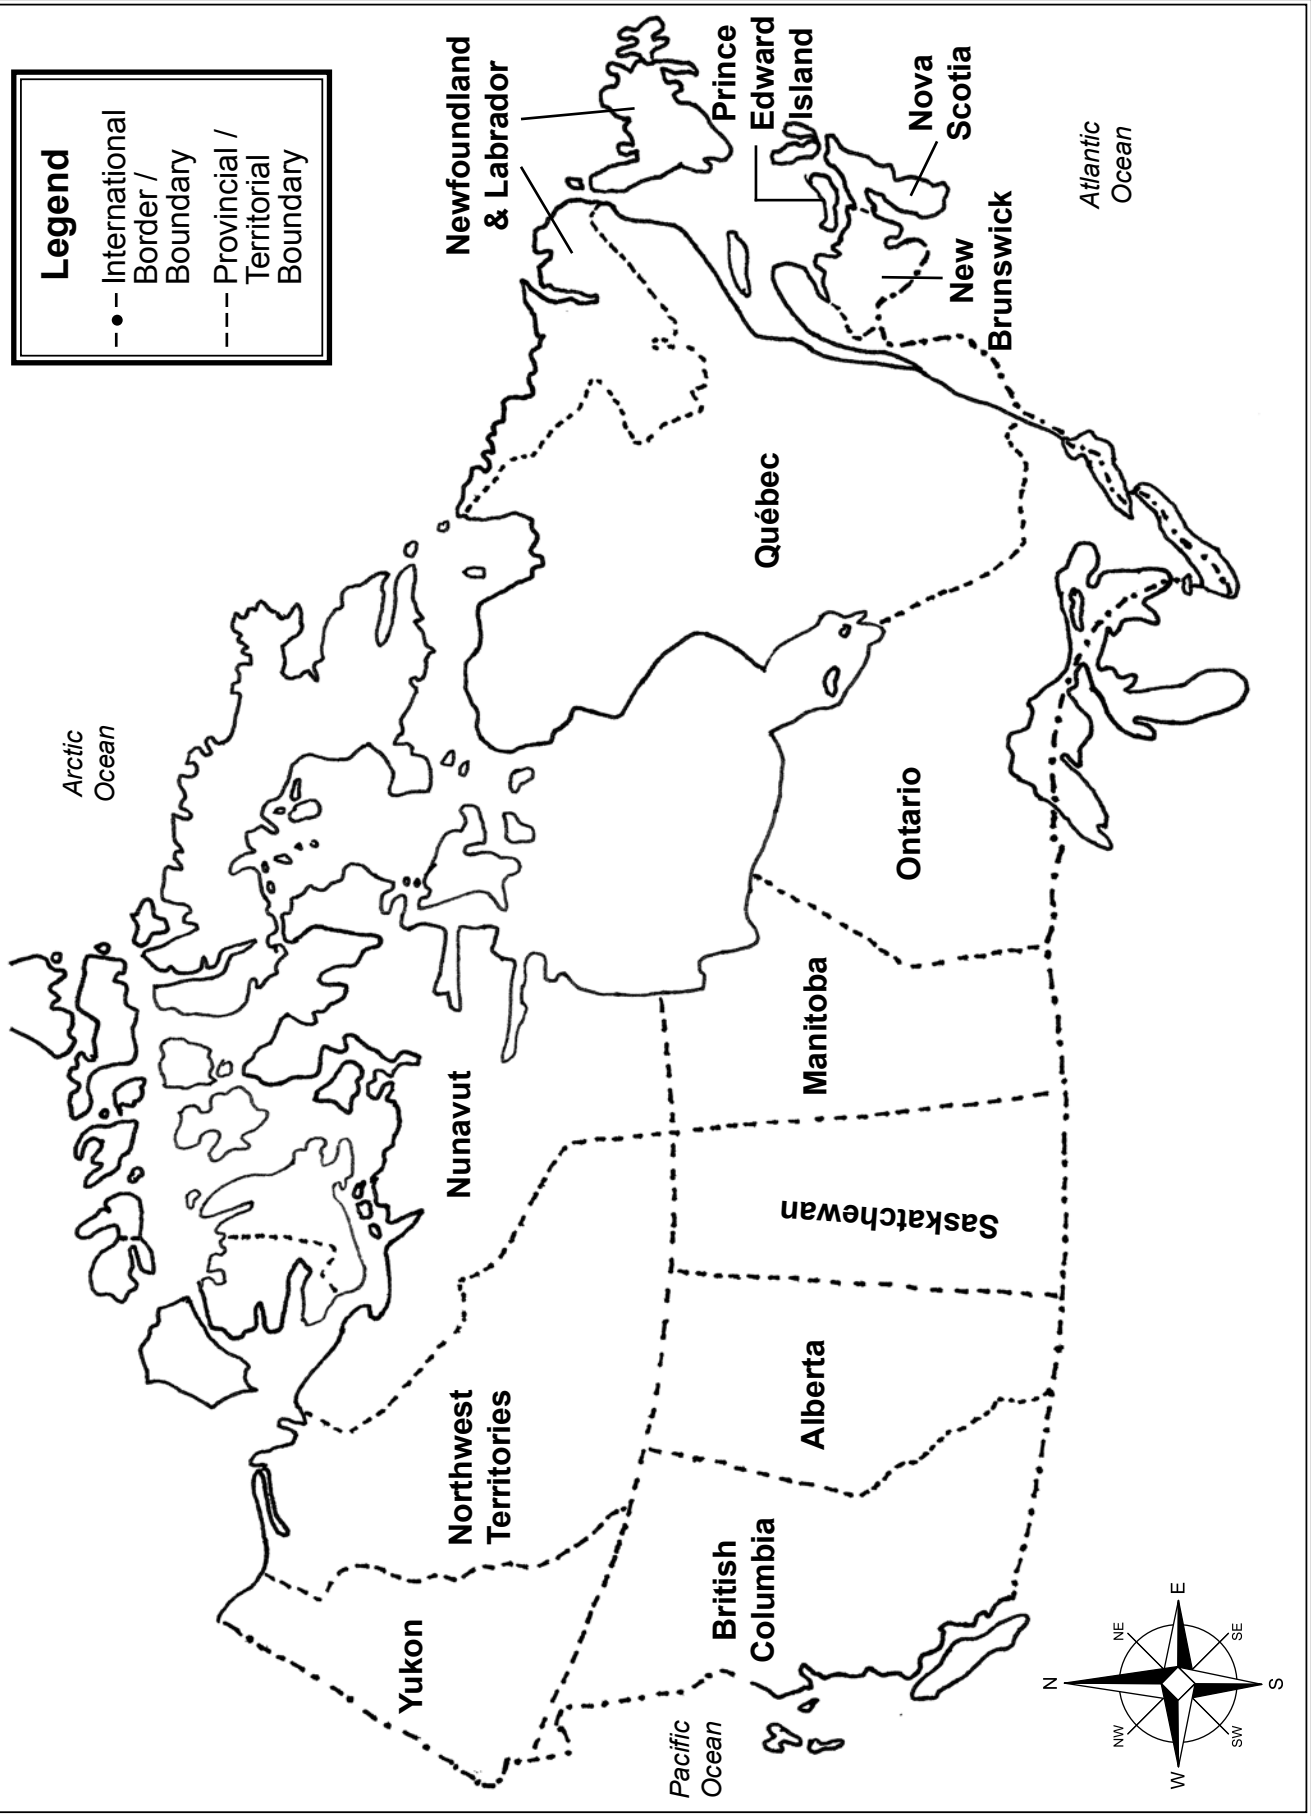 Legend
International
Border /
Boundary
Provincial /
Territorial
Boundary
Arctic
Ocean
Newfoundland
& Labrador
Prince
Edward
Island
Nova
Scotia
Atlantic
Ocean
New
Brunswick
Québec
Ontario
Manitoba
Nunavut
Saskatchewan
Alberta
Northwest
Territories
British
Columbia
Yukon
Pacific
Ocean
N
NE
E
SE
S
SW
W
NW